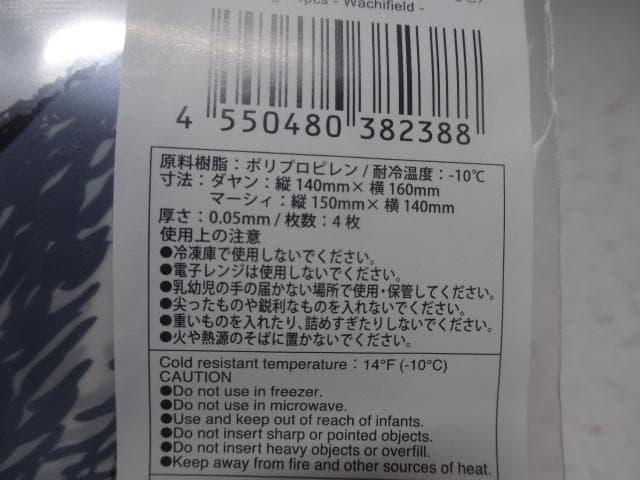 pcs - Wachifield -
4 550480 382388
原料樹脂：ポリプロピレン / 耐冷温度：-10℃
寸法：ダヤン：縦 140mm× 横 160mm
マーシィ：縦 150mm× 横 140mm
厚さ：0.05mm / 枚数：4 枚
使用上の注意
●冷凍庫で使用しないでください。
●電子レンジは使用しないでください。
●乳幼児の手の届かない場所で使用・保管してください。
●尖ったものや鋭利なものを入れないでください。
●重いものを入れたり、詰めすぎたりしないでください。
●火や熱源のそばに置かないでください。
Cold resistant temperature：14°F (-10°C)
CAUTION
●Do not use in freezer.
●Do not use in microwave.
●Use and keep out of reach of infants.
●Do not insert sharp or pointed objects.
●Do not insert heavy objects or overfill.
●Keep away from fire and other sources of heat.